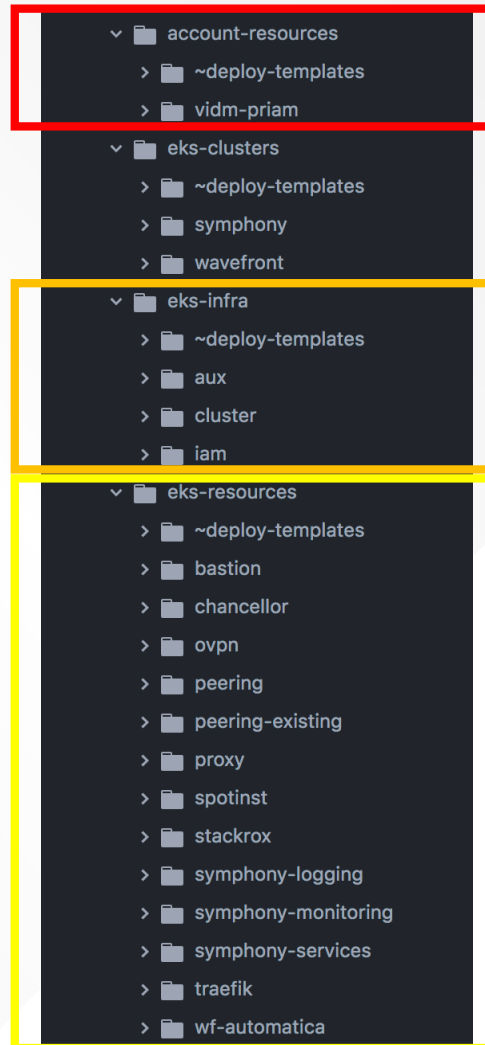 account-resources
~deploy-templates
vidm-priam
eks-clusters
~deploy-templates
symphony
wavefront
eks-infra
~deploy-templates
aux
cluster
iam
eks-resources
~deploy-templates
bastion
chancellor
ovpn
peering
peering-existing
proxy
spotinst
stackrox
symphony-logging
symphony-monitoring
symphony-services
traefik
wf-automatica